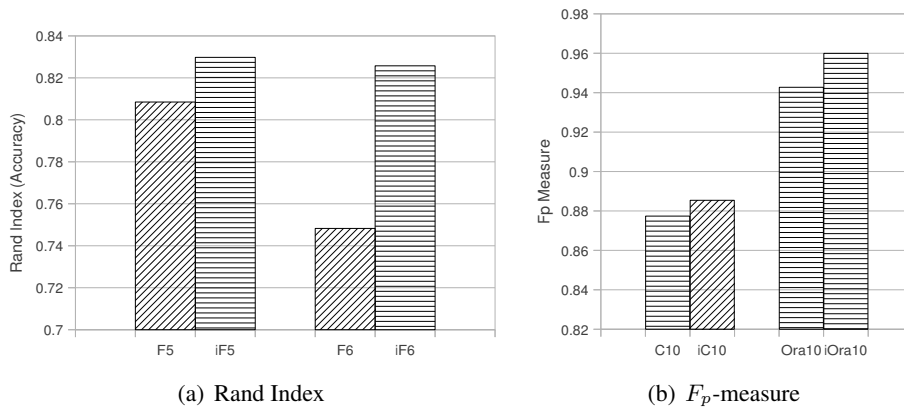 0.84
0.82
0.8
0.78
0.76
0.74
0.72
0.7
Rand Index (Accuracy)
F5 iF5 F6 iF6
(a) Rand Index
0.98
0.96
0.94
0.92
0.9
0.88
0.86
0.84
0.82
Fp Measure
C10 iC10 Ora10 iOra10
(b) Fp-measure